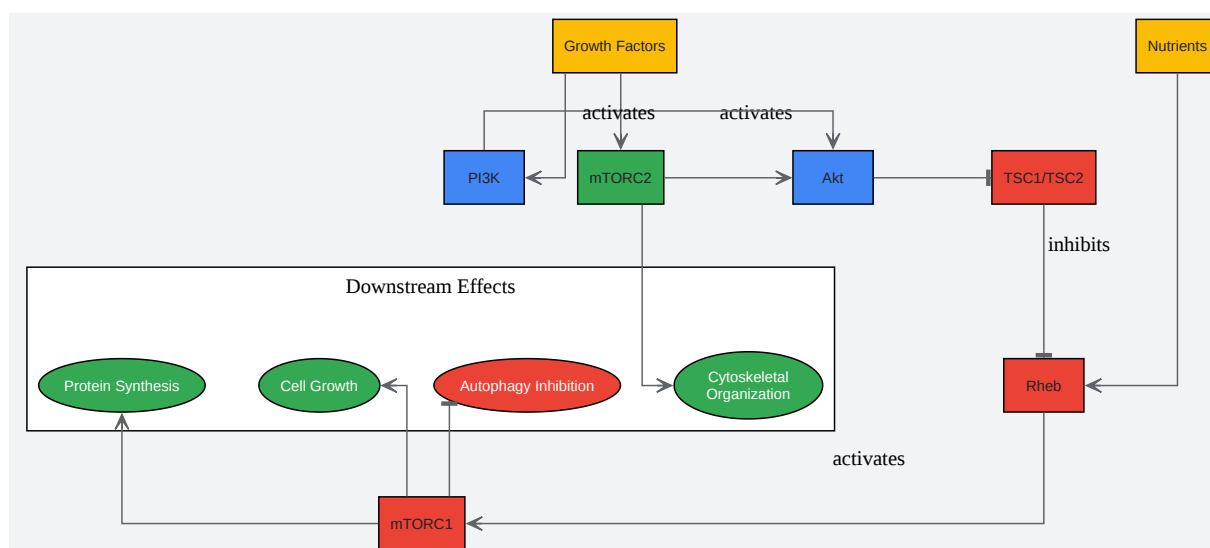 Growth Factors
Nutrients
activates
activates
PI3K
mTORC2
Akt
TSC1/TSC2
inhibits
Downstream Effects
Protein Synthesis
Cell Growth
Autophagy Inhibition
Cytoskeletal
Organization
Rheb
activates
mTORC1